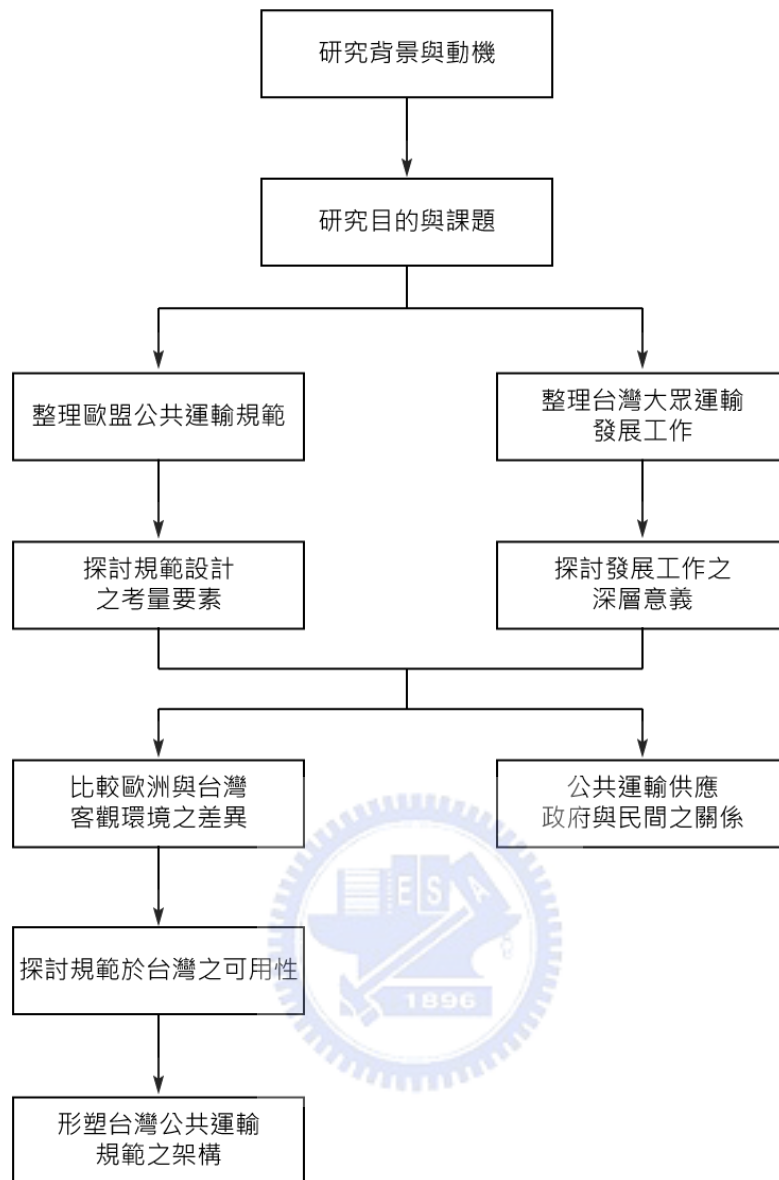 研究背景與動機
研究目的與課題
整理歐盟公共運輸規範
整理台灣大眾運輸
發展工作
探討規範設計
之考量要素
探討發展工作之
深層意義
比較歐洲與台灣
客觀環境之差異
公共運輸供應
政府與民間之關係
ESA
探討規範於台灣之可用性
1896
形塑台灣公共運輸
規範之架構